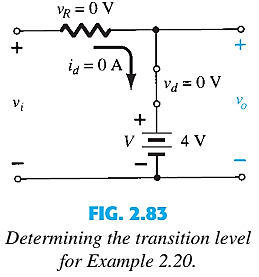 v_R = 0 V
+ +
i_d = 0 A
v_d = 0 V
v_i v_o
+
V 4 V
– – –
FIG. 2.83
Determining the transition level
for Example 2.20.